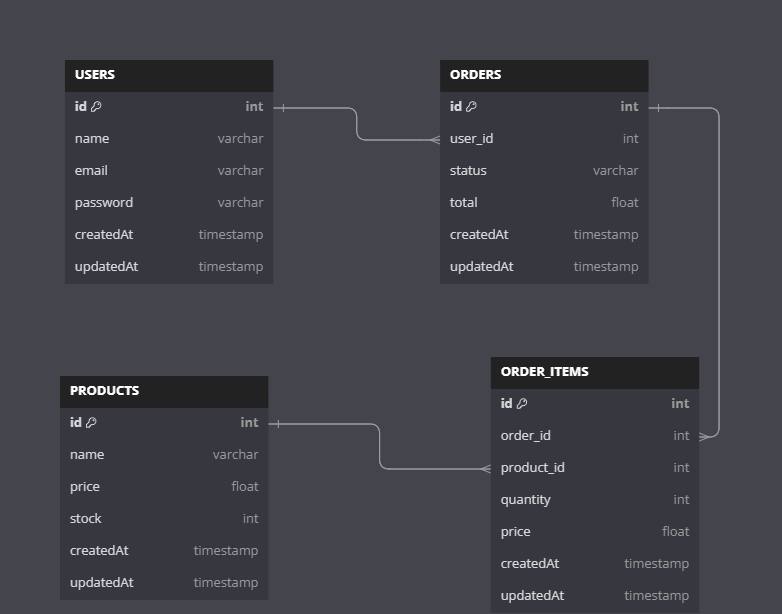 USERS
id int
name varchar
email varchar
password varchar
createdAt timestamp
updatedAt timestamp
ORDERS
id int
user_id int
status varchar
total float
createdAt timestamp
updatedAt timestamp
PRODUCTS
id int
name varchar
price float
stock int
createdAt timestamp
updatedAt timestamp
ORDER_ITEMS
id int
order_id int
product_id int
quantity int
price float
createdAt timestamp
updatedAt timestamp